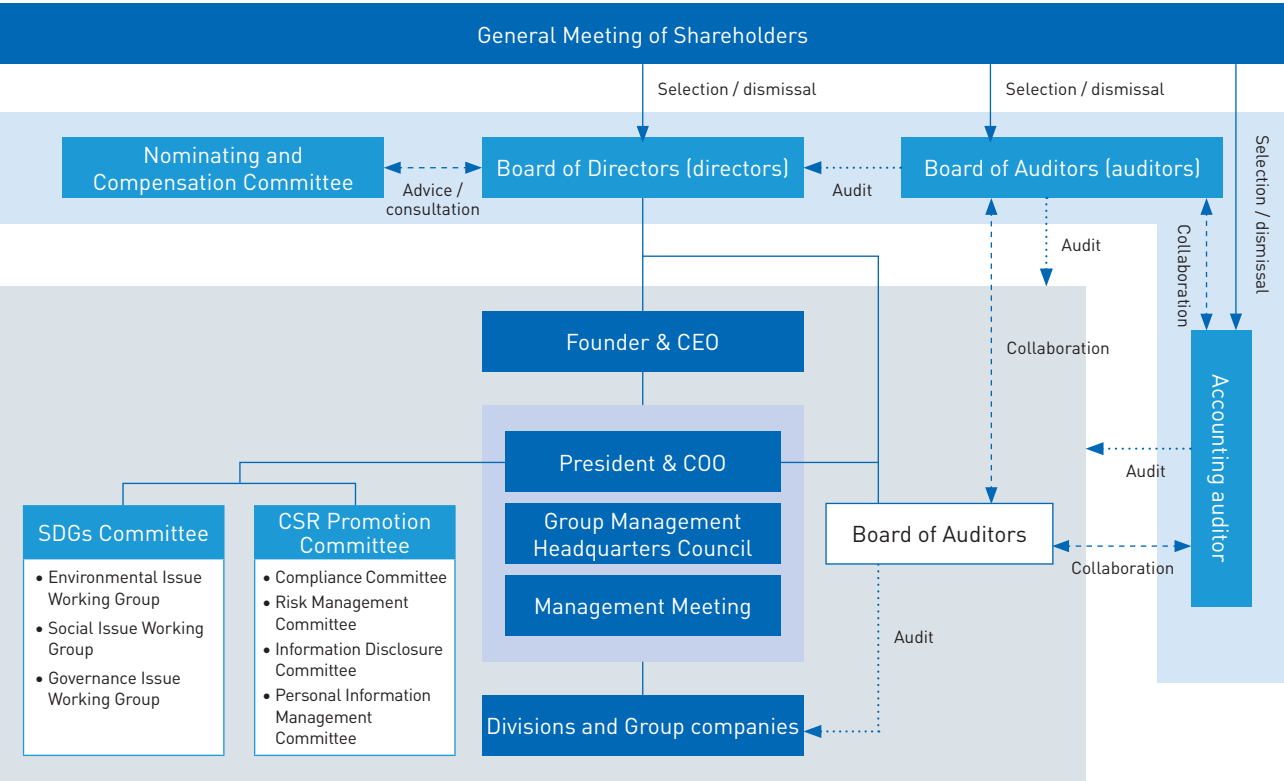 General Meeting of Shareholders
Selection / dismissal
Selection / dismissal
Selection / dismissal
Nominating and
Compensation Committee
Advice /
consultation
Board of Directors (directors)
Audit
Board of Auditors (auditors)
Audit
Collaboration
Founder & CEO
Collaboration
Accounting auditor
President & COO
Audit
Group Management
Headquarters Council
Management Meeting
Board of Auditors
Collaboration
Audit
SDGs Committee
• Environmental Issue
Working Group
• Social Issue Working
Group
• Governance Issue
Working Group
CSR Promotion
Committee
• Compliance Committee
• Risk Management
Committee
• Information Disclosure
Committee
• Personal Information
Management
Committee
Divisions and Group companies